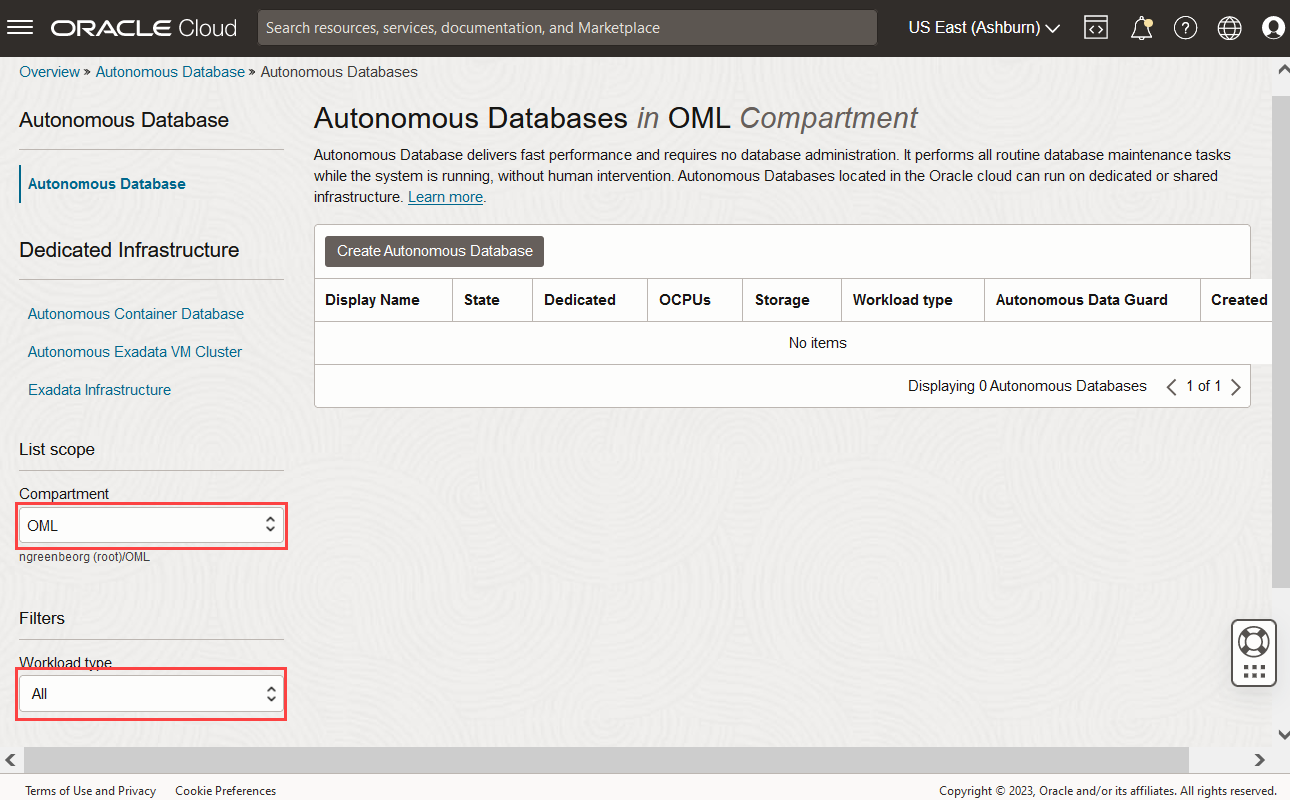 ORACLE Cloud
Search resources, services, documentation, and Marketplace
US East (Ashburn)
Overview » Autonomous Database » Autonomous Databases
Autonomous Database
Autonomous Database
Dedicated Infrastructure
Autonomous Container Database
Autonomous Exadata VM Cluster
Exadata Infrastructure
List scope
Compartment
OML
ngreenbeorg (root)/OML
Filters
Workload type
All
Autonomous Databases in OML Compartment
Autonomous Database delivers fast performance and requires no database administration. It performs all routine database maintenance tasks
while the system is running, without human intervention. Autonomous Databases located in the Oracle cloud can run on dedicated or shared
infrastructure. Learn more.
Create Autonomous Database
Display Name State Dedicated OCPUs Storage Workload type Autonomous Data Guard Created
No items
Displaying 0 Autonomous Databases 1 of 1
Terms of Use and Privacy Cookie Preferences
Copyright © 2023, Oracle and/or its affiliates. All rights reserved.